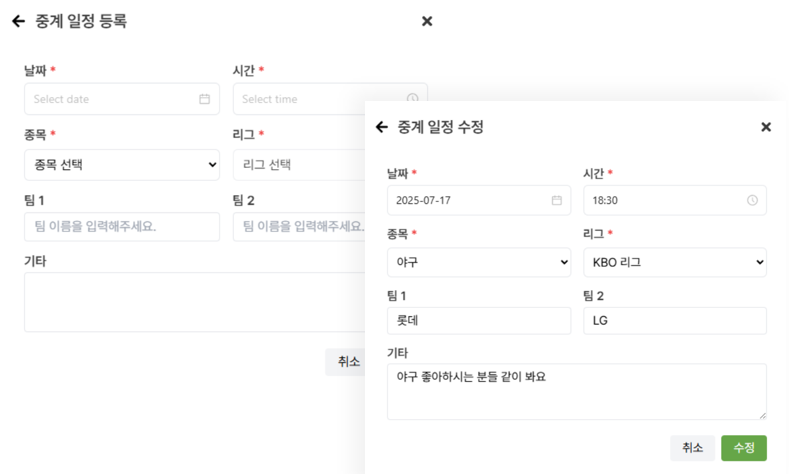 중계 일정 등록
날짜 *
시간 *
Select date
Select time
종목 *
리그 *
종목 선택
리그 선택
팀 1
팀 2
팀 이름을 입력해주세요.
팀 이름을 입력해주세요.
기타
취소
중계 일정 수정
날짜 *
시간 *
2025-07-17
18:30
종목 *
리그 *
야구
KBO 리그
팀 1
팀 2
롯데
LG
기타
야구 좋아하시는 분들 같이 봐요
취소
수정